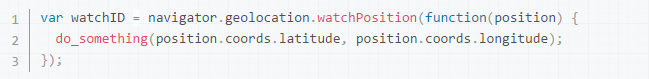 1 var watchID = navigator.geolocation.watchPosition(function(position) {
2   do_something(position.coords.latitude, position.coords.longitude);
3 });